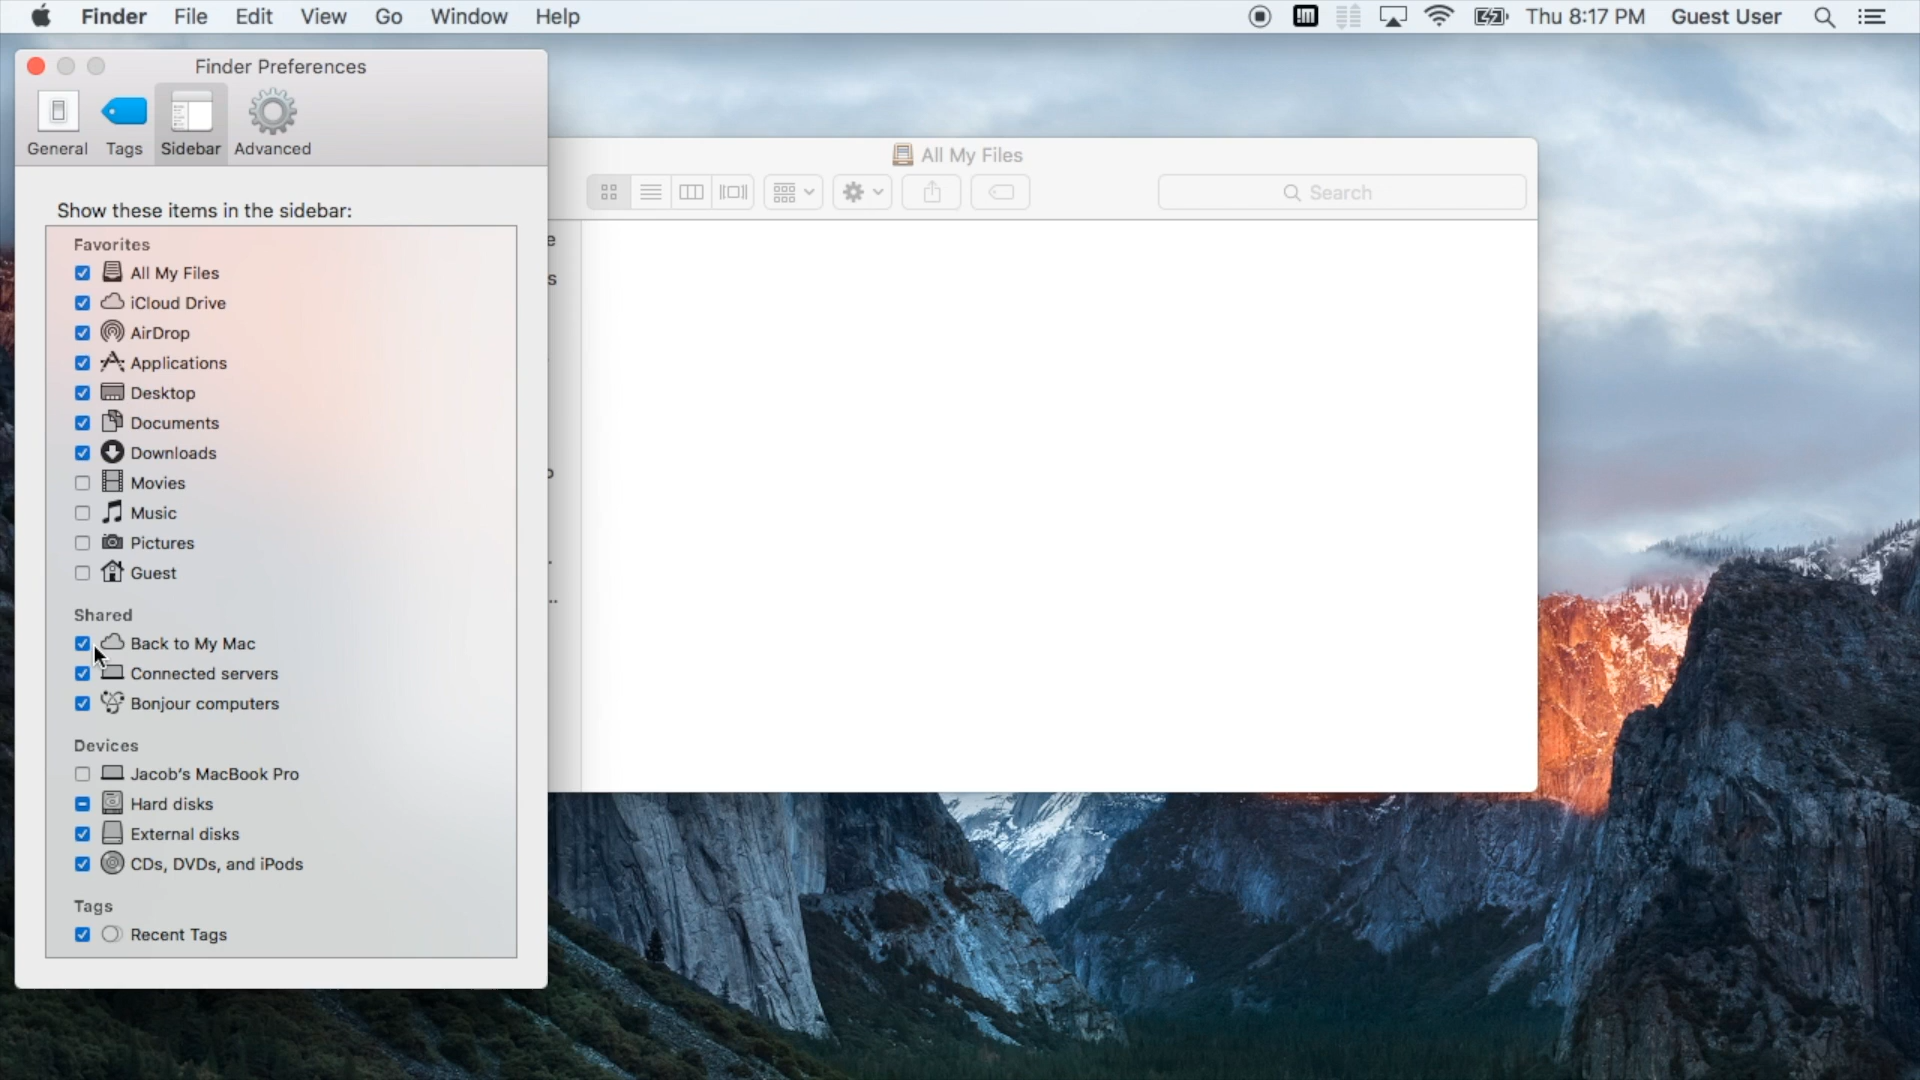 Finder File Edit View Go Window Help Thu 8:17 PM Guest User
Finder Preferences
General Tags Sidebar Advanced
All My Files
Search
Show these items in the sidebar:
Favorites
All My Files
iCloud Drive
AirDrop
Applications
Desktop
Documents
Downloads
Movies
Music
Pictures
Guest
Shared
Back to My Mac
Connected servers
Bonjour computers
Devices
Jacob's MacBook Pro
Hard disks
External disks
CDs, DVDs, and iPods
Tags
Recent Tags